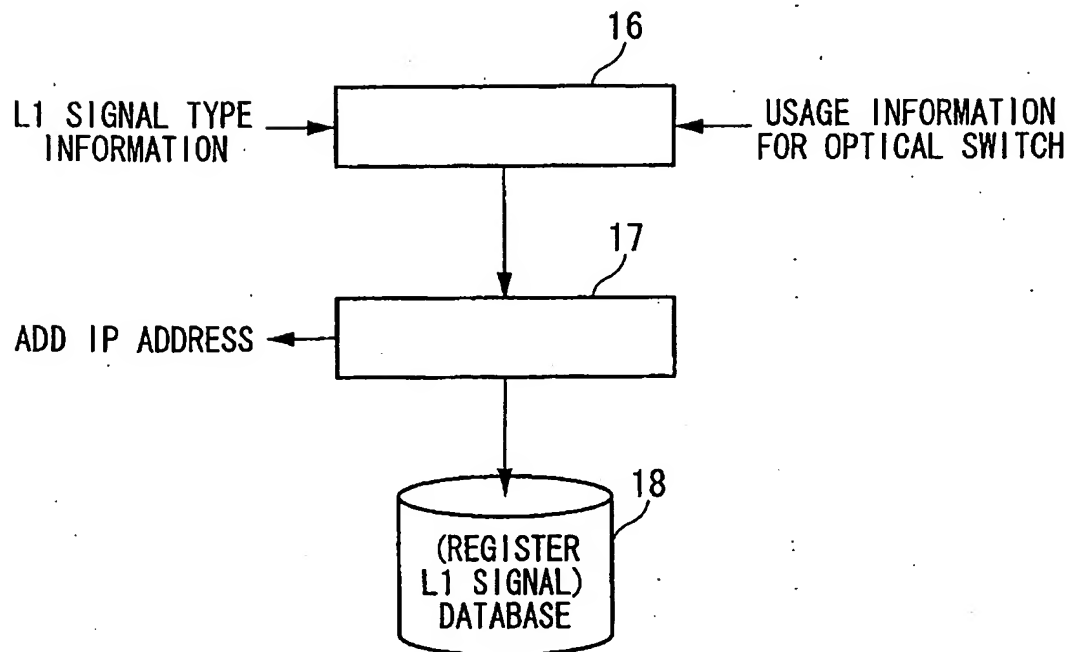 16
L1 SIGNAL TYPE
INFORMATION
USAGE INFORMATION
FOR OPTICAL SWITCH
17
ADD IP ADDRESS
18
(REGISTER
L1 SIGNAL)
DATABASE